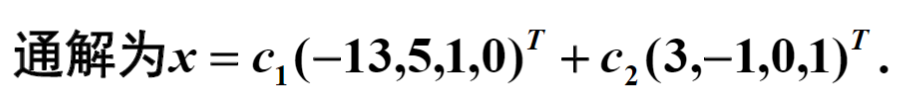 通解为x = c₁(−13,5,1,0)ᵀ + c₂(3,−1,0,1)ᵀ.